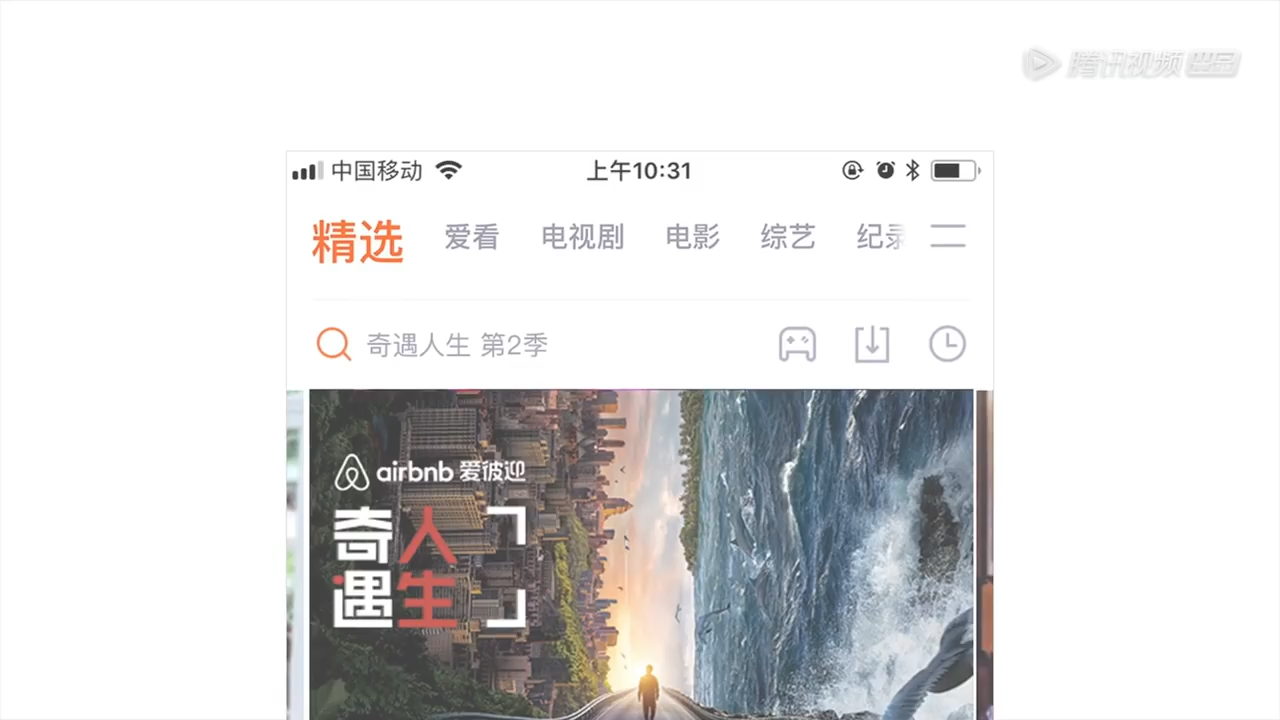 腾讯视频 出品
中国移动 上午10:31
精选 爱看 电视剧 电影 综艺 纪录
奇遇人生 第2季
airbnb 爱彼迎
奇人
遇生